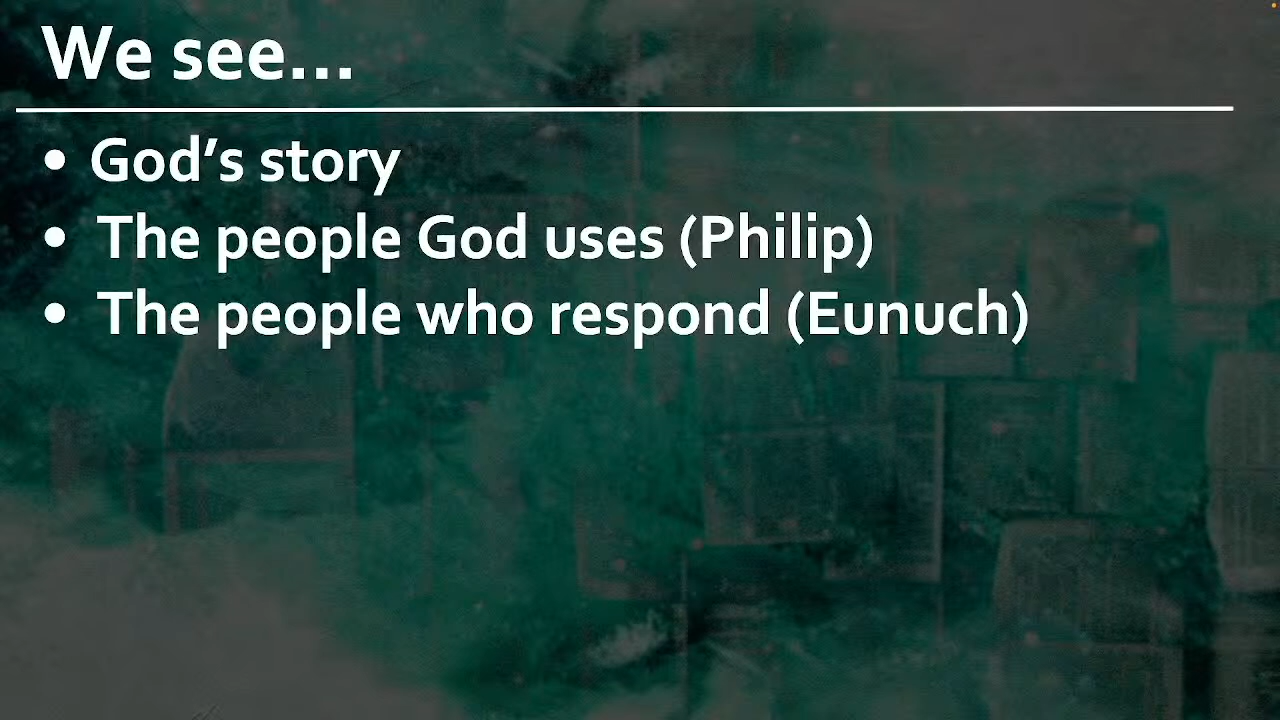 We see...
• God’s story
• The people God uses (Philip)
• The people who respond (Eunuch)